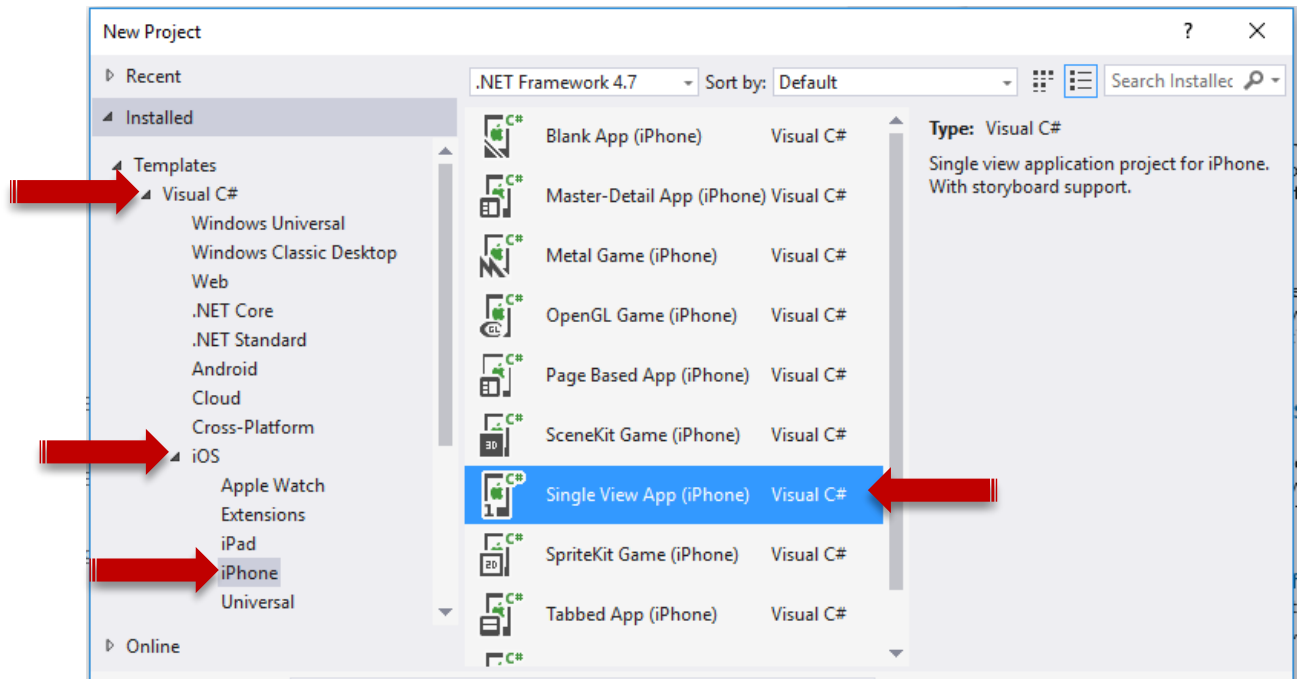 New Project
?
Recent
Installed
Templates
Visual C#
Windows Universal
Windows Classic Desktop
Web
.NET Core
.NET Standard
Android
Cloud
Cross-Platform
iOS
Apple Watch
Extensions
iPad
iPhone
Universal
Online
.NET Framework 4.7 Sort by: Default
Search Installec
C# Blank App (iPhone) Visual C#
C# Master-Detail App (iPhone) Visual C#
C# Metal Game (iPhone) Visual C#
C# GL OpenGL Game (iPhone) Visual C#
C# Page Based App (iPhone) Visual C#
C# 3D SceneKit Game (iPhone) Visual C#
C# 1 Single View App (iPhone) Visual C#
C# 2D SpriteKit Game (iPhone) Visual C#
C# Tabbed App (iPhone) Visual C#
C#
Type: Visual C#
Single view application project for iPhone.
With storyboard support.